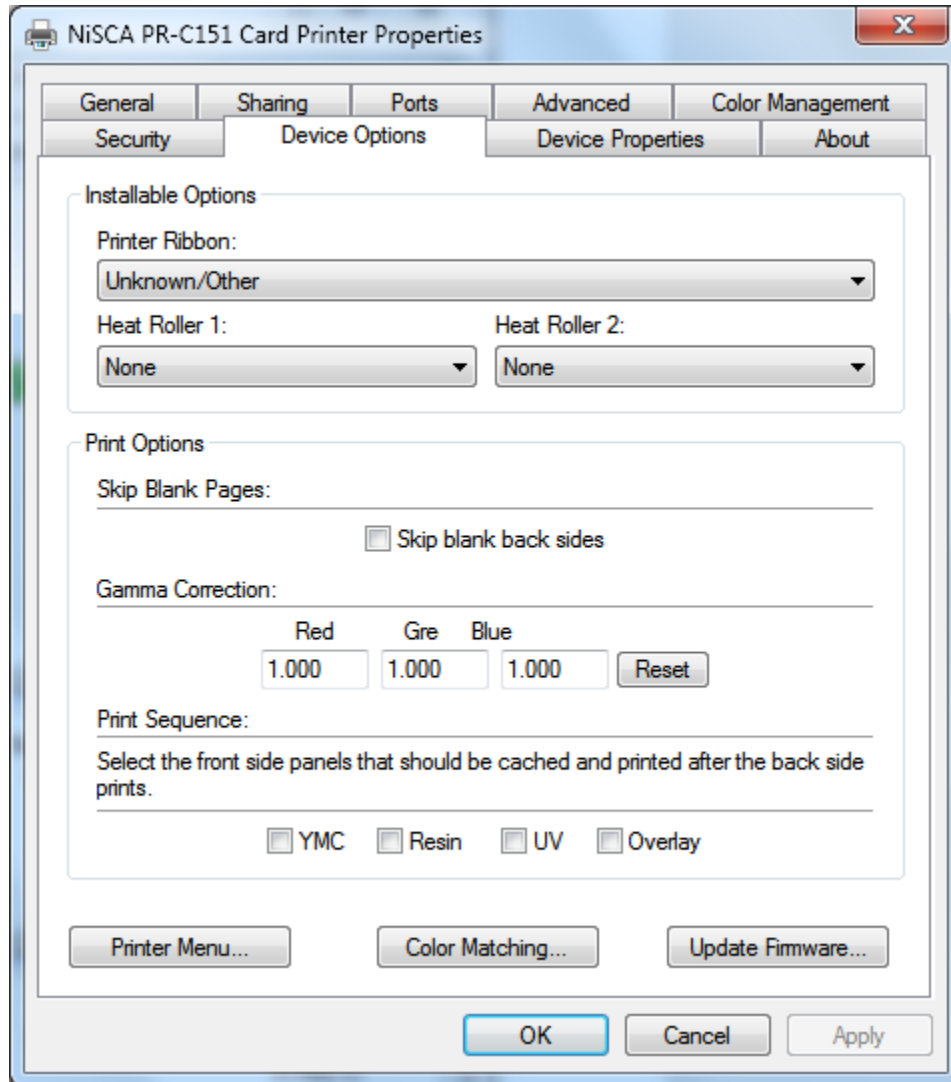 NiSCA PR-C151 Card Printer Properties
General Sharing Ports Advanced Color Management
Security Device Options Device Properties About
Installable Options
Printer Ribbon:
Unknown/Other
Heat Roller 1: Heat Roller 2:
None None
Print Options
Skip Blank Pages:
Skip blank back sides
Gamma Correction:
Red Gre Blue
1.000 1.000 1.000 Reset
Print Sequence:
Select the front side panels that should be cached and printed after the back side
prints.
YMC Resin UV Overlay
Printer Menu... Color Matching... Update Firmware...
OK Cancel Apply